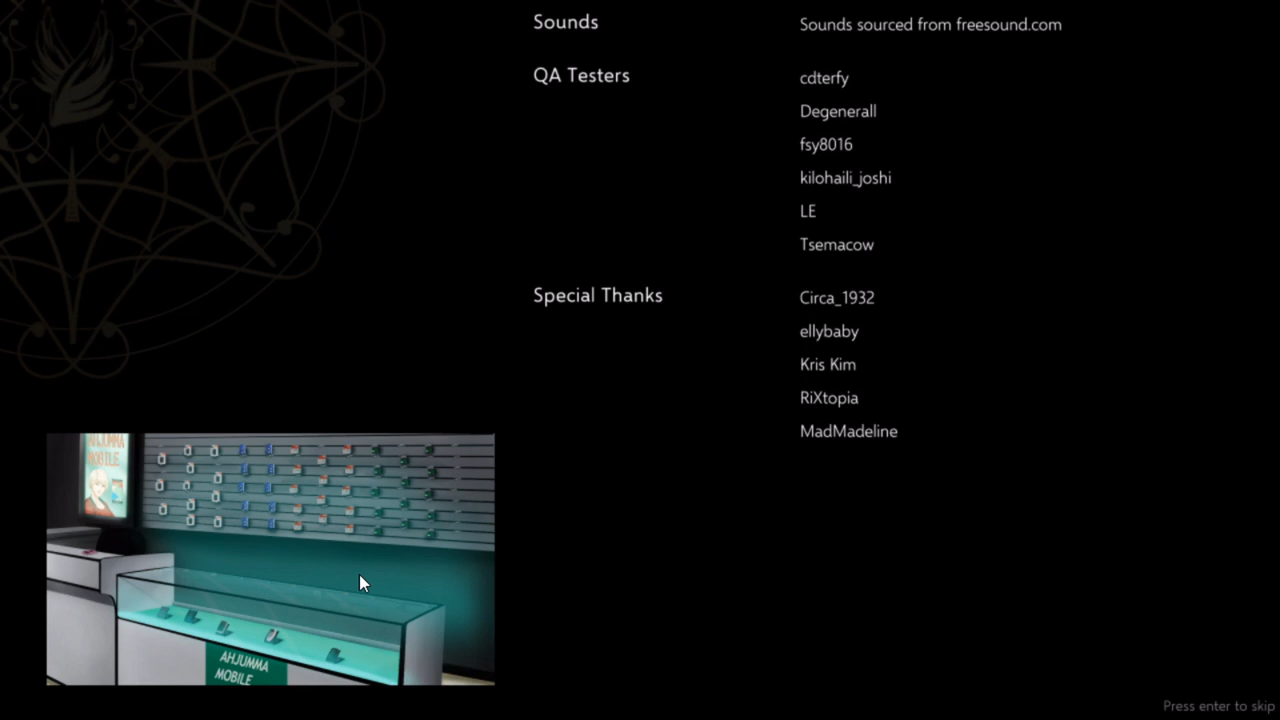 Sounds
Sounds sourced from freesound.com
QA Testers
cdterfy
Degenerall
fsy8016
kilohaili_joshi
LE
Tsemacow
Special Thanks
Circa_1932
ellybaby
Kris Kim
RiXtopia
MadMadeline
AHJUMMA
MOBILE
AHJUMMA
MOBILE
Press enter to skip